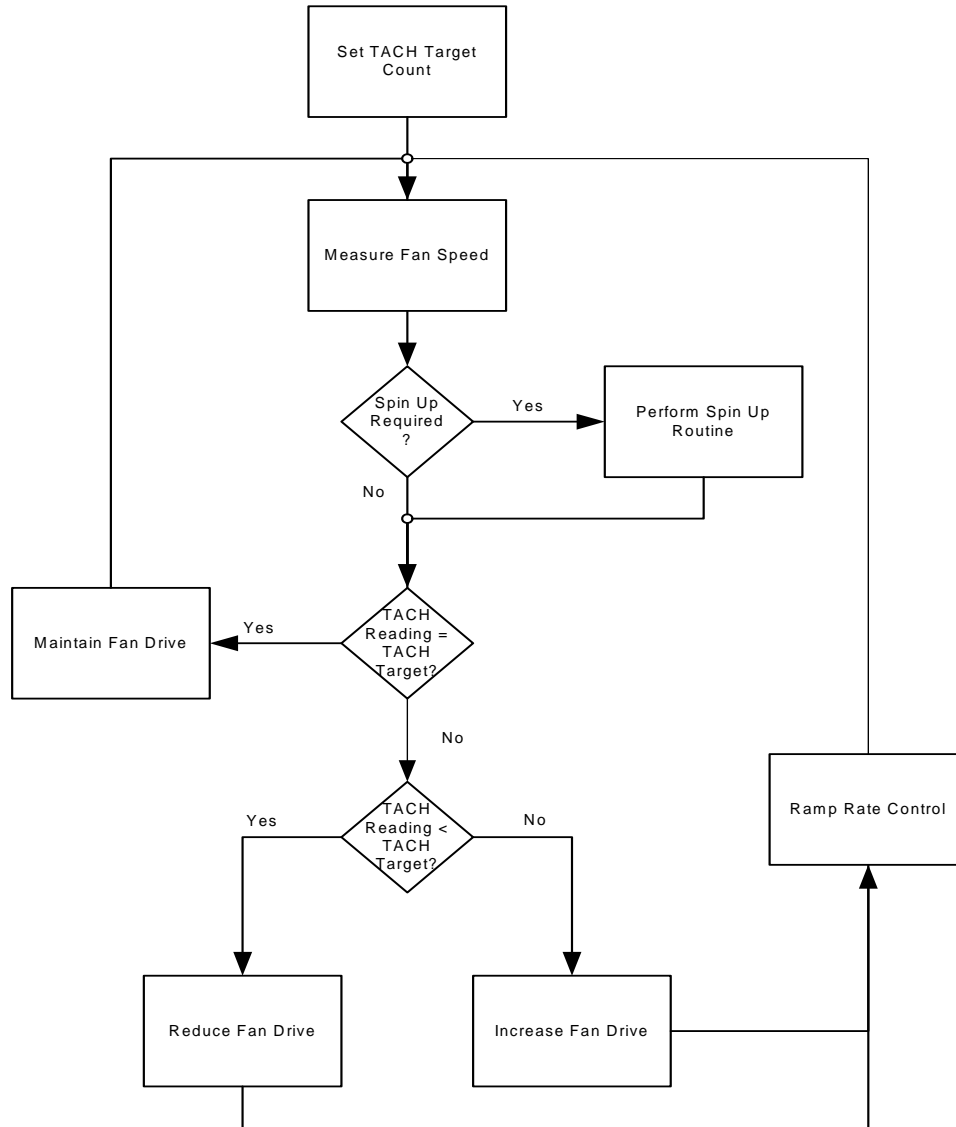 Set TACH Target
Count
Measure Fan Speed
Spin Up
Required
?
Yes
Perform Spin Up
Routine
No
TACH
Reading =
TACH
Target?
Yes
Maintain Fan Drive
No
TACH
Reading <
TACH
Target?
Yes
No
Ramp Rate Control
Reduce Fan Drive
Increase Fan Drive